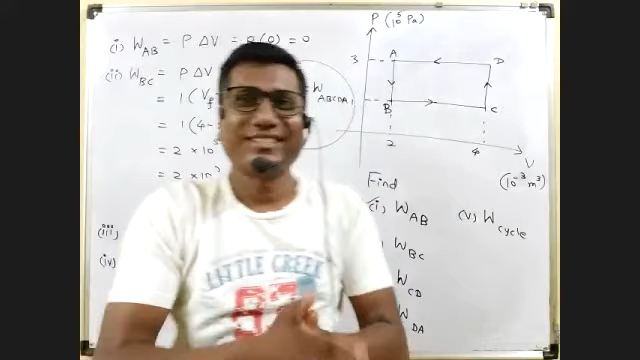 (i) W_AB = P ΔV = P(0) = 0
(ii) W_BC = P ΔV
= 1 (V_f
= 1 (4-
= 2 × 10
= 2 × 10
(iii)
(iv)
W_ABCDA
P (10^5 Pa)
3
A
D
1
B
C
2
4
V
(10^-3 m^3)
Find
(i) W_AB
(v) W_cycle
W_BC
W_CD
W_DA
LITTLE CREEK